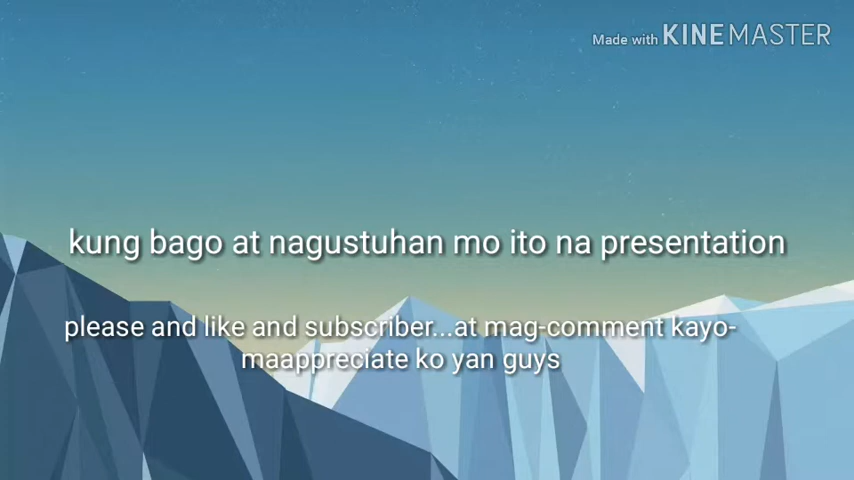 Made with KINEMASTER
kung bago at nagustuhan mo ito na presentation
please and like and subscriber...at mag-comment kayo-
maappreciate ko yan guys